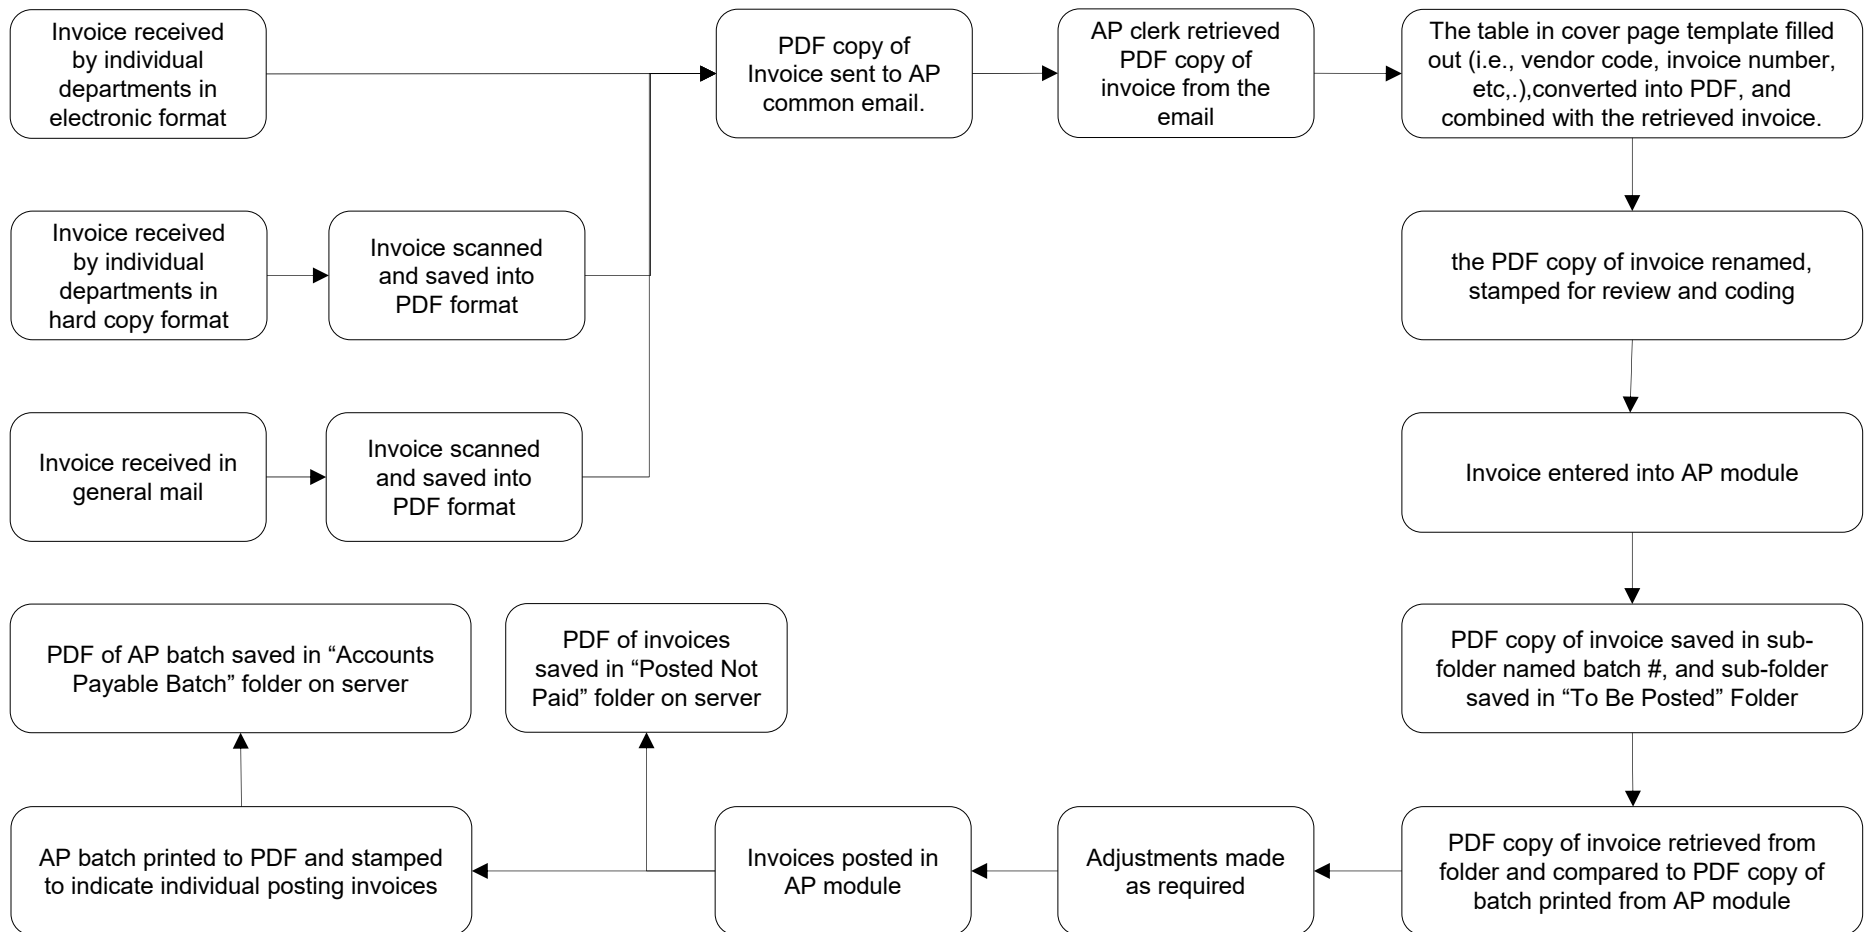 Invoice received
by individual
departments in
electronic format
PDF copy of
Invoice sent to AP
common email.
AP clerk retrieved
PDF copy of
invoice from the
email
The table in cover page template filled
out (i.e., vendor code, invoice number,
etc,.),converted into PDF, and
combined with the retrieved invoice.
Invoice received
by individual
departments in
hard copy format
Invoice scanned
and saved into
PDF format
the PDF copy of invoice renamed,
stamped for review and coding
Invoice received in
general mail
Invoice scanned
and saved into
PDF format
Invoice entered into AP module
PDF of AP batch saved in “Accounts
Payable Batch” folder on server
PDF of invoices
saved in “Posted Not
Paid” folder on server
PDF copy of invoice saved in sub-
folder named batch #, and sub-folder
saved in “To Be Posted” Folder
AP batch printed to PDF and stamped
to indicate individual posting invoices
Invoices posted in
AP module
Adjustments made
as required
PDF copy of invoice retrieved from
folder and compared to PDF copy of
batch printed from AP module